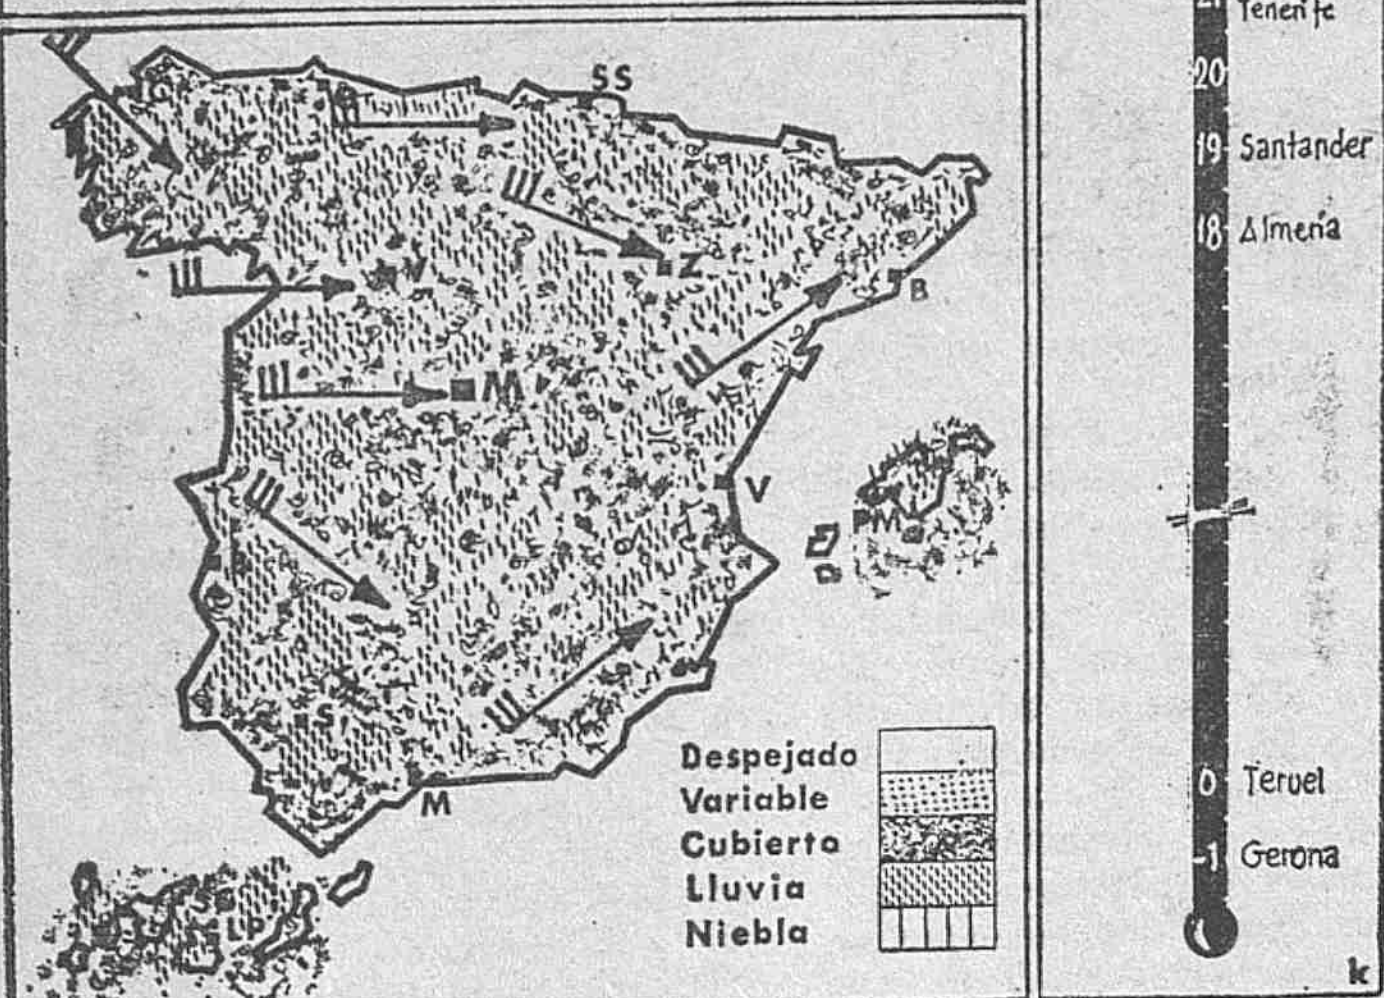 SS
V
Z
B
M
V
PM
S
M
LP
Despejado
Variable
Cubierto
Lluvia
Niebla
Tenerife
20
19 Santander
18 Almería
0 Teruel
-1 Gerona
k